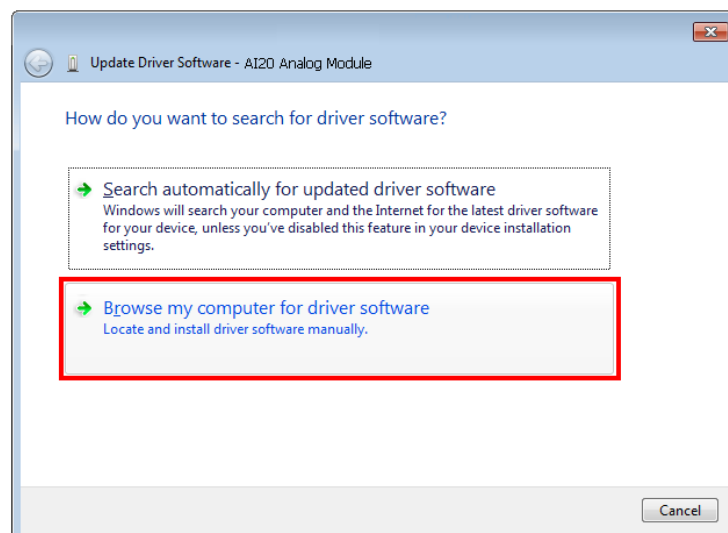 Update Driver Software - AI20 Analog Module
How do you want to search for driver software?
Search automatically for updated driver software
Windows will search your computer and the Internet for the latest driver software
for your device, unless you've disabled this feature in your device installation
settings.
Browse my computer for driver software
Locate and install driver software manually.
Cancel